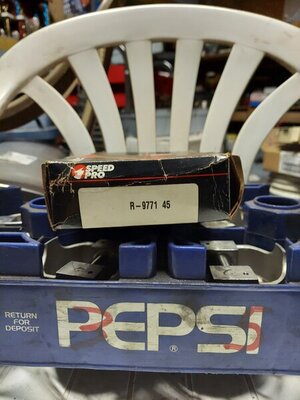 SPEED
PRO
R-9771 45
RETURN
FOR
DEPOSIT
PEPSI
®